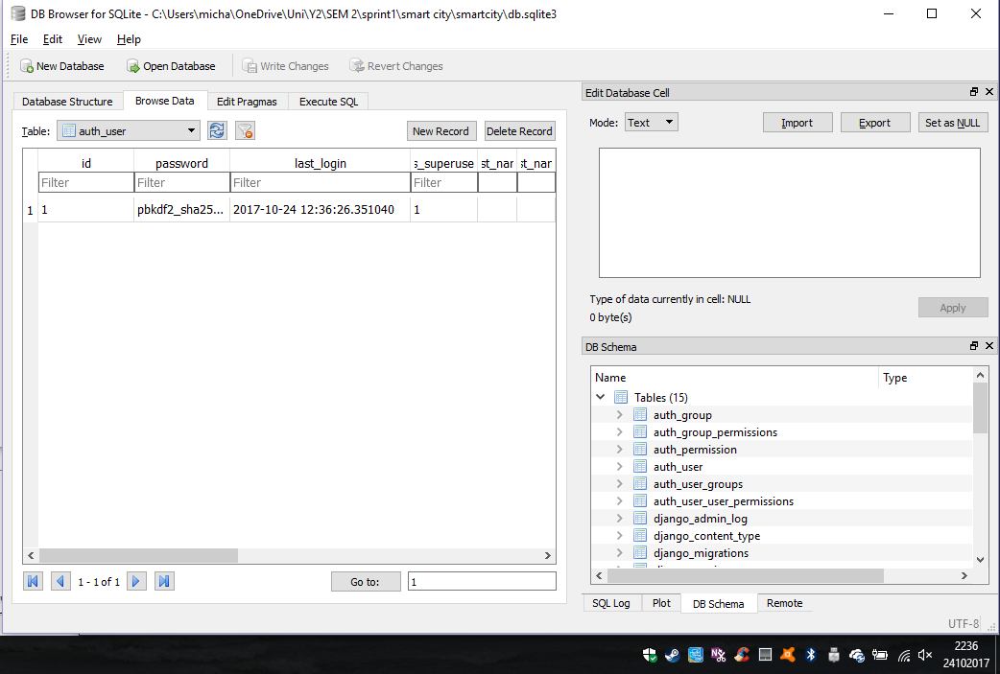 DB Browser for SQLite - C:\Users\micha\OneDrive\Uni\Y2\SEM 2\sprint1\smart city\smartcity\db.sqlite3
File Edit View Help
New Database Open Database Write Changes Revert Changes
Database Structure Browse Data Edit Pragmas Execute SQL
Table: auth_user New Record Delete Record
id password last_login s_superuse st_nar st_nar
Filter Filter Filter Filter
1 1 pbkdf2_sha25... 2017-10-24 12:36:26.351040 1
1 - 1 of 1 Go to: 1
Edit Database Cell
Mode: Text Import Export Set as NULL
Type of data currently in cell: NULL
0 byte(s)
Apply
DB Schema
Name Type
Tables (15)
auth_group
auth_group_permissions
auth_permission
auth_user
auth_user_groups
auth_user_user_permissions
django_admin_log
django_content_type
django_migrations
SQL Log Plot DB Schema Remote
UTF-8
2236
24102017